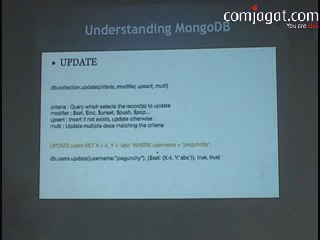 comjagat.com
You are
Understanding MongoDB
• UPDATE
db.collection.update(criteria, modifier, upsert, multi)
criteria : Query which selects the record(s) to update
modifier : $set, $inc, $unset, $push, $pop...
upsert : Insert if not exists, update otherwise
multi : Update multiple docs matching the criteria
UPDATE users SET X = 4, Y = 'abc' WHERE username = 'joegunchy';
db.users.update({username:"joegunchy"}, {$set: {X:4, Y:'abc'}}, true, true)